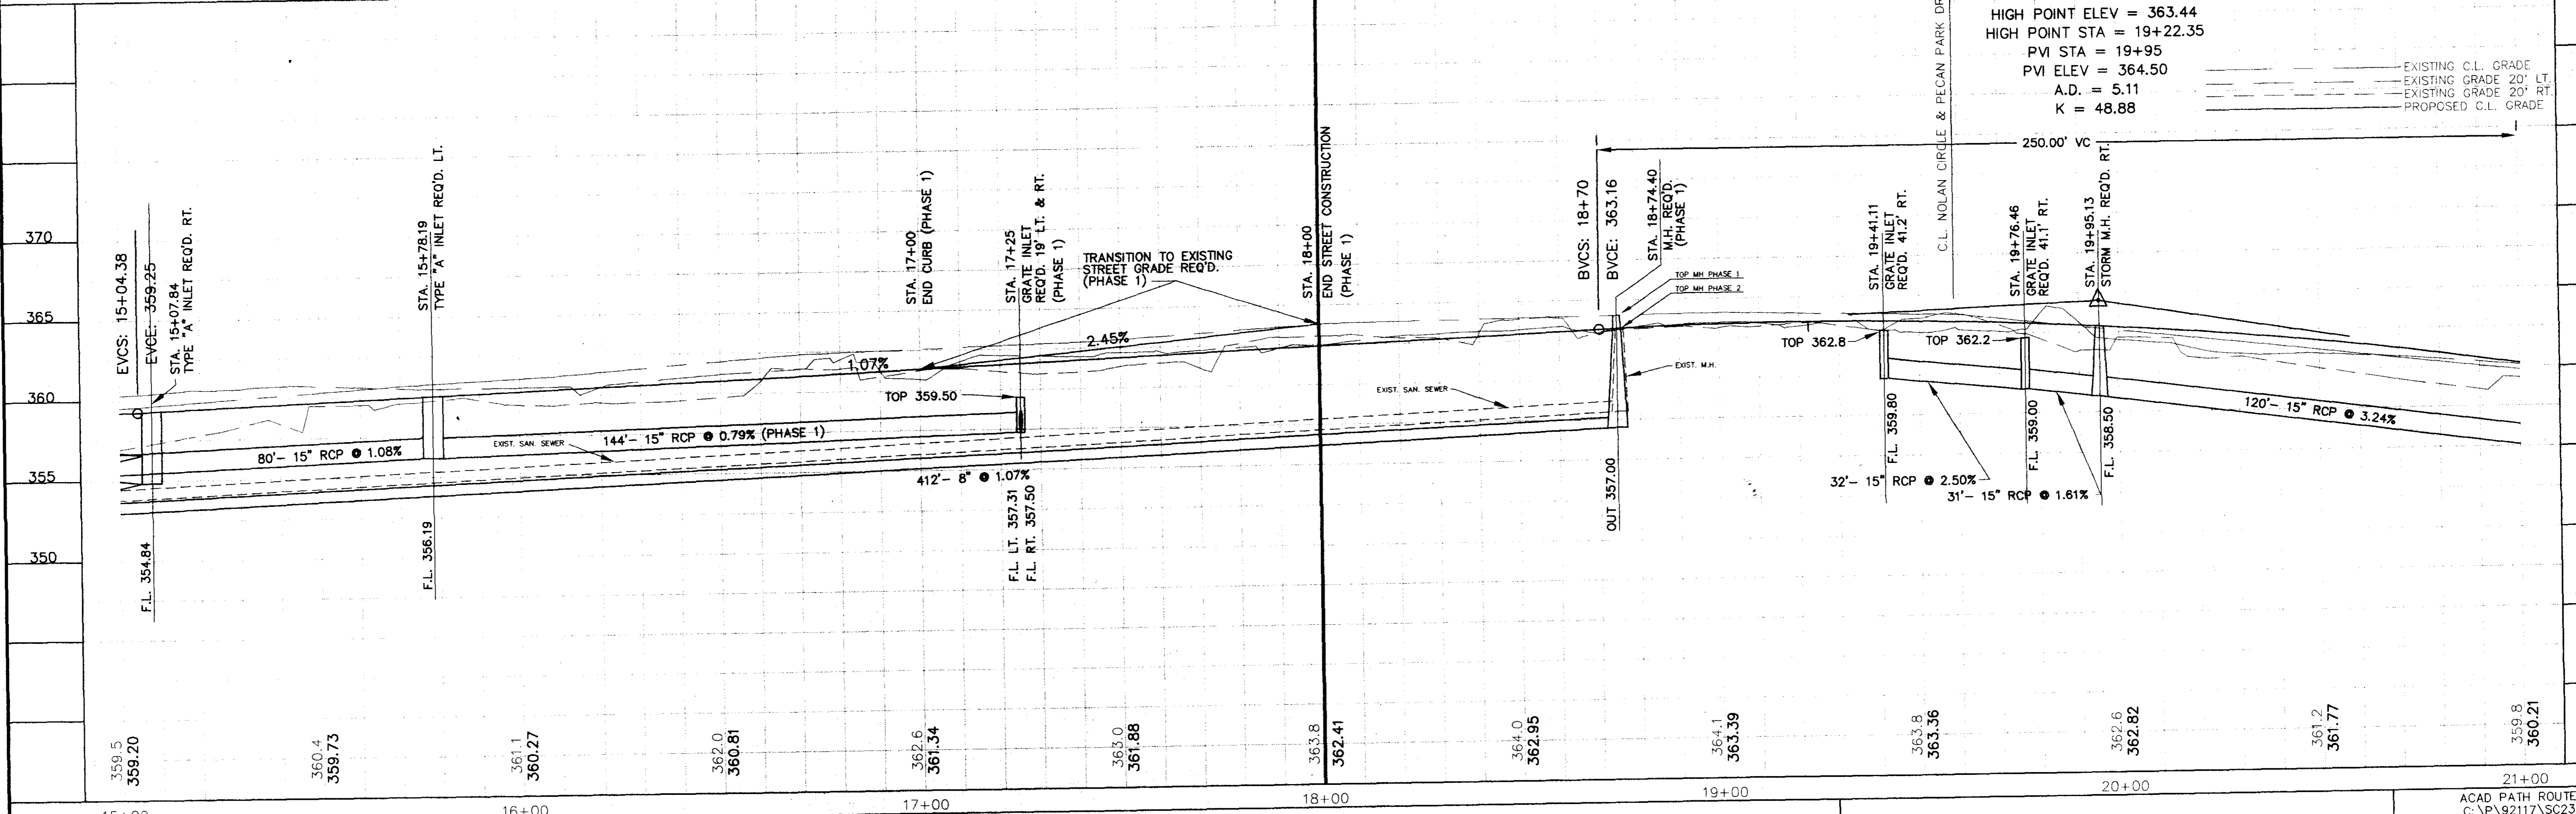 HIGH POINT ELEV = 363.44
HIGH POINT STA = 19+22.35
PVI STA = 19+95
PVI ELEV = 364.50
A.D. = 5.11
K = 48.88
EXISTING C.L. GRADE
EXISTING GRADE 20' LT.
EXISTING GRADE 20' RT.
PROPOSED C.L. GRADE
250.00' VC
C.L. NOLAN CIRCLE & PECAN PARK DR
370
365
360
355
350
EVCS: 15+04.38
EVCE: 359.25
STA. 15+07.84
TYPE "A" INLET REQ'D. RT.
STA. 15+78.19
TYPE "A" INLET REQ'D. LT.
STA. 17+00
END CURB (PHASE 1)
STA. 17+25
GRATE INLET
REQ'D. 19' LT. & RT.
(PHASE 1)
TRANSITION TO EXISTING
STREET GRADE REQ'D.
(PHASE 1)
STA. 18+00
END STREET CONSTRUCTION
(PHASE 1)
BVCS: 18+70
BVCE: 363.16
STA. 18+74.40
M.H. REQ'D.
(PHASE 1)
TOP MH PHASE 1
TOP MH PHASE 2
STA. 19+41.11
GRATE INLET
REQ'D. 41.2' RT.
STA. 19+76.46
GRATE INLET
REQ'D. 41.1' RT.
STA. 19+95.13
STORM M.H. REQ'D. RT.
2.45%
1.07%
TOP 359.50
TOP 362.8
TOP 362.2
EXIST. M.H.
EXIST. SAN. SEWER
EXIST. SAN. SEWER
80'- 15" RCP @ 1.08%
144'- 15" RCP @ 0.79% (PHASE 1)
412'- 8" @ 1.07%
120'- 15" RCP @ 3.24%
32'- 15" RCP @ 2.50%
31'- 15" RCP @ 1.61%
F.L. 354.84
F.L. 356.19
F.L. LT. 357.31
F.L. RT. 357.50
OUT 357.00
F.L. 359.80
F.L. 359.00
F.L. 358.50
359.5
359.20
360.4
359.73
361.1
360.27
362.0
360.81
362.6
361.34
363.0
361.88
363.8
362.41
364.0
362.95
364.1
363.39
363.8
363.36
362.6
362.82
361.2
361.77
359.8
360.21
15+00
16+00
17+00
18+00
19+00
20+00
21+00
ACAD PATH ROUTE
C:\P\92117\SC23